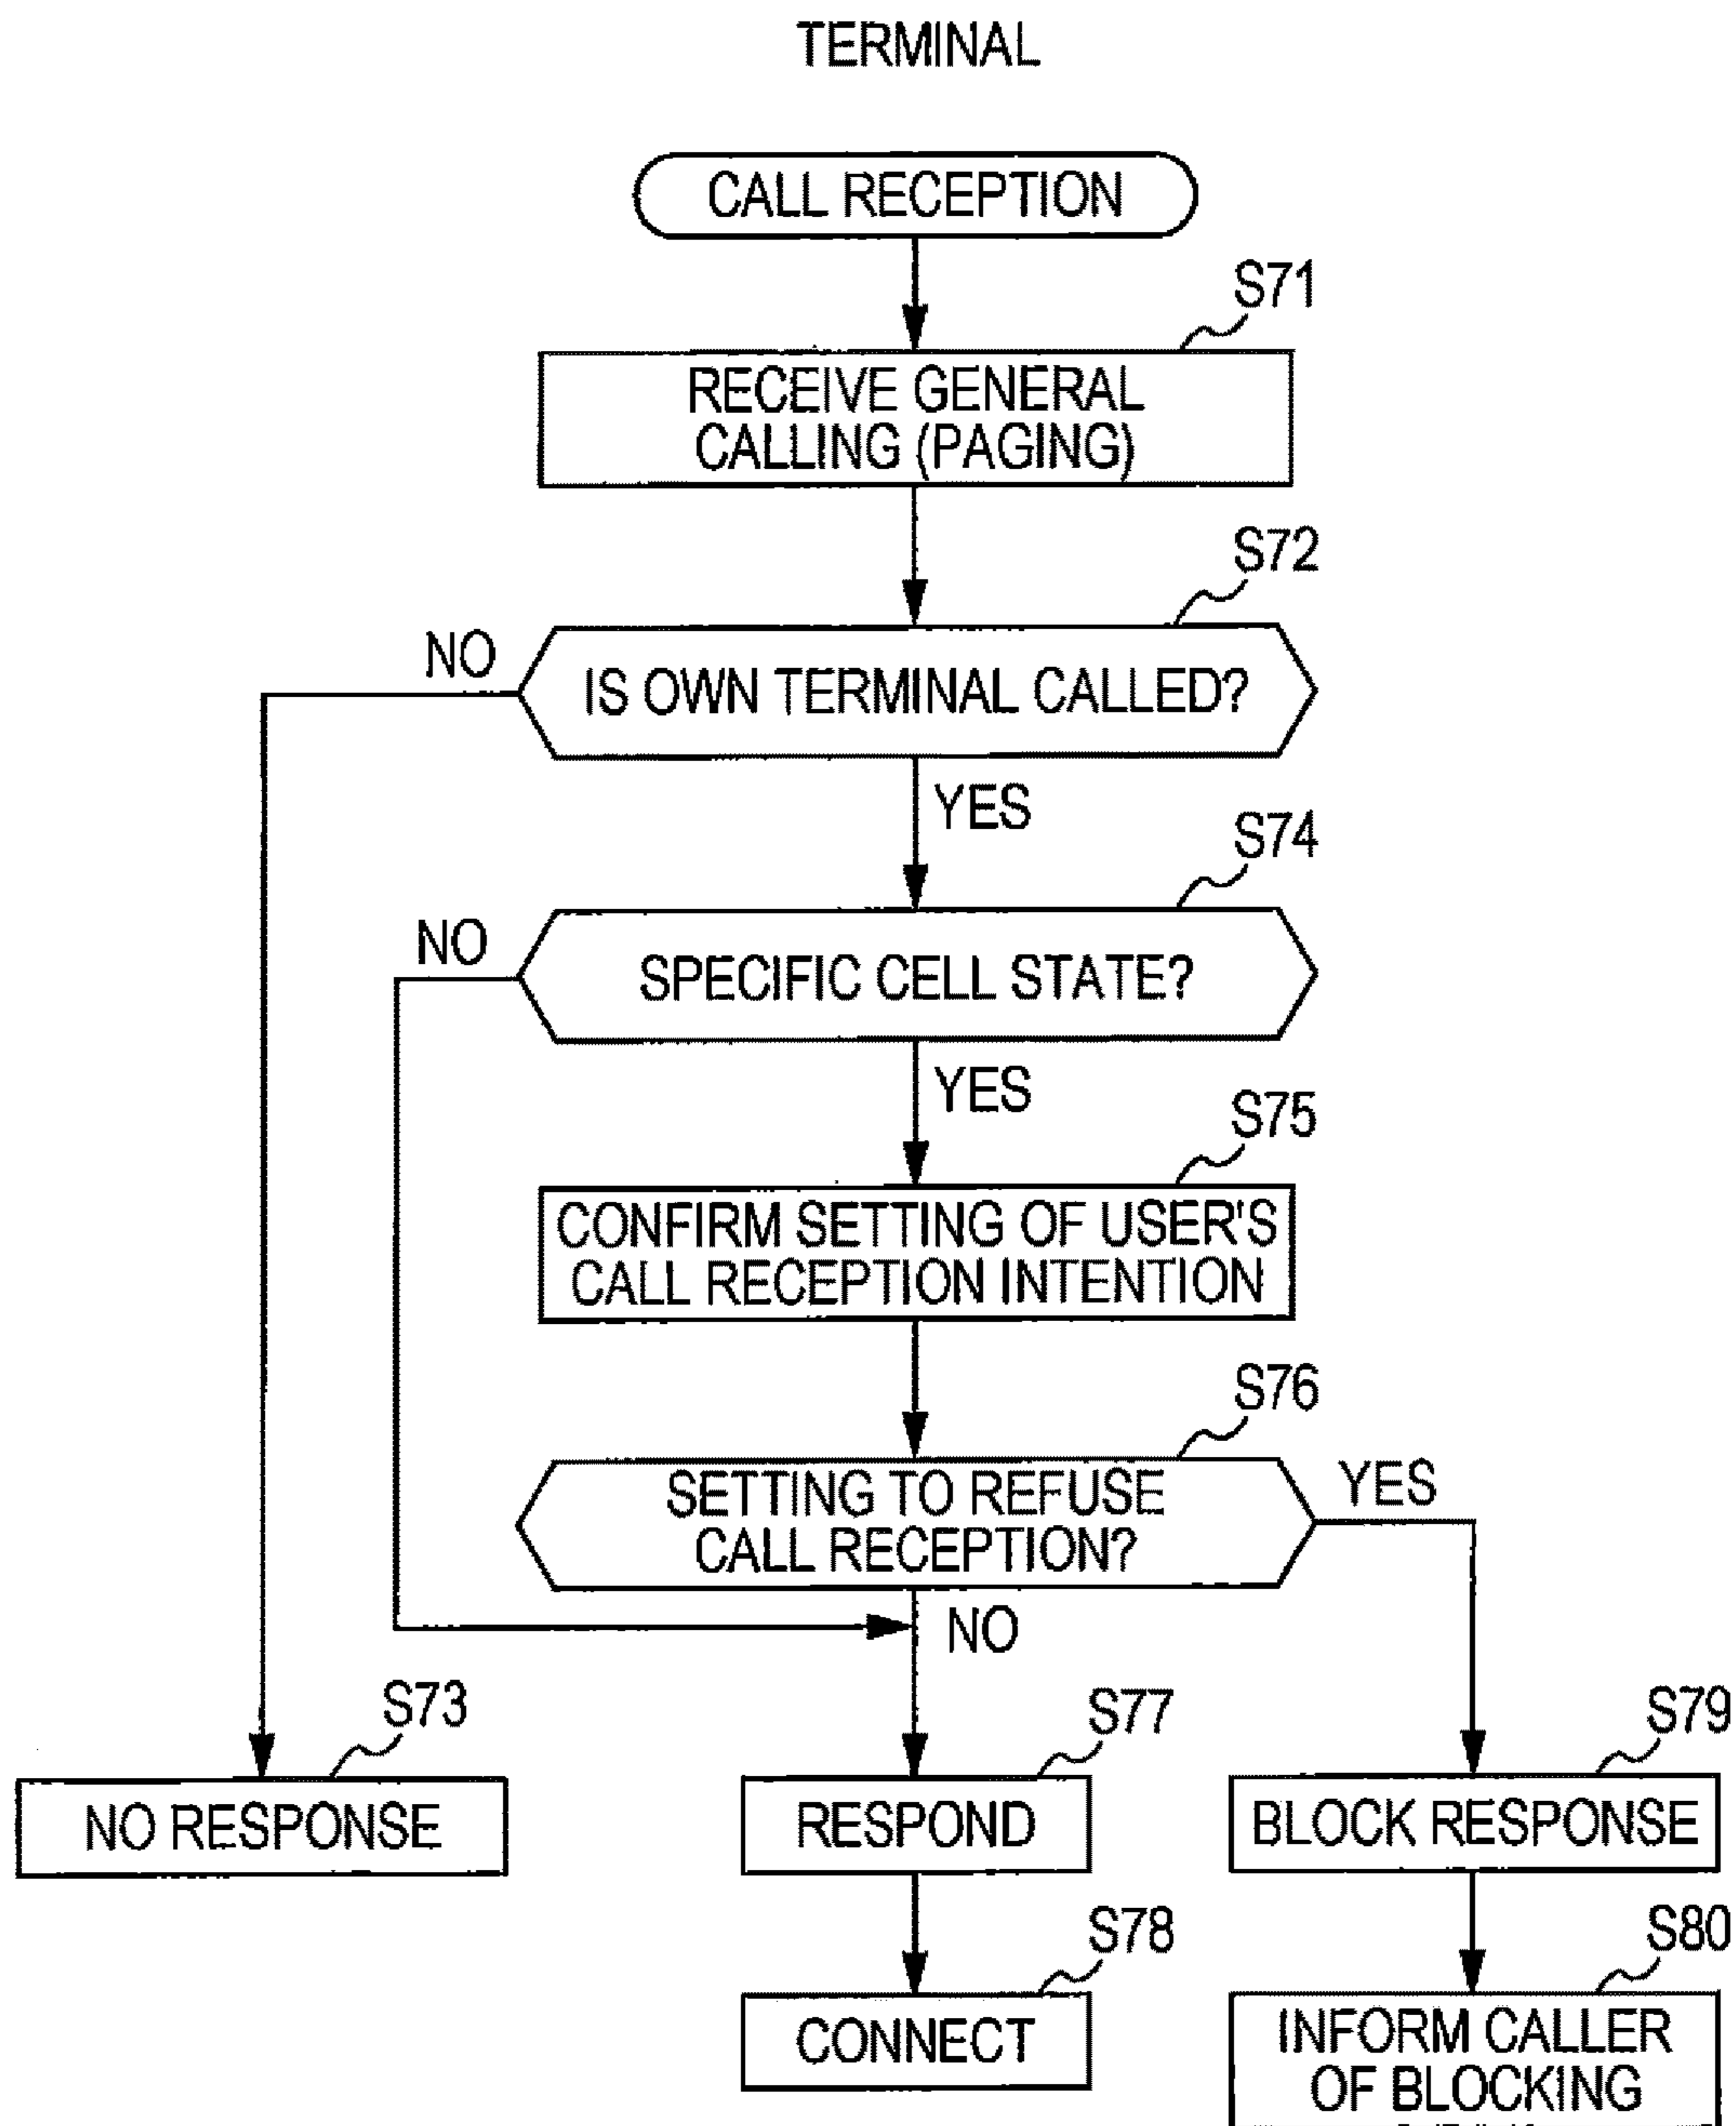 TERMINAL
CALL RECEPTION
S71
RECEIVE GENERAL
CALLING (PAGING)
S72
NO
IS OWN TERMINAL CALLED?
YES
S74
NO
SPECIFIC CELL STATE?
YES
S75
CONFIRM SETTING OF USER'S
CALL RECEPTION INTENTION
S76
SETTING TO REFUSE
CALL RECEPTION?
YES
NO
S73
NO RESPONSE
S77
RESPOND
S79
BLOCK RESPONSE
S78
CONNECT
S80
INFORM CALLER
OF BLOCKING